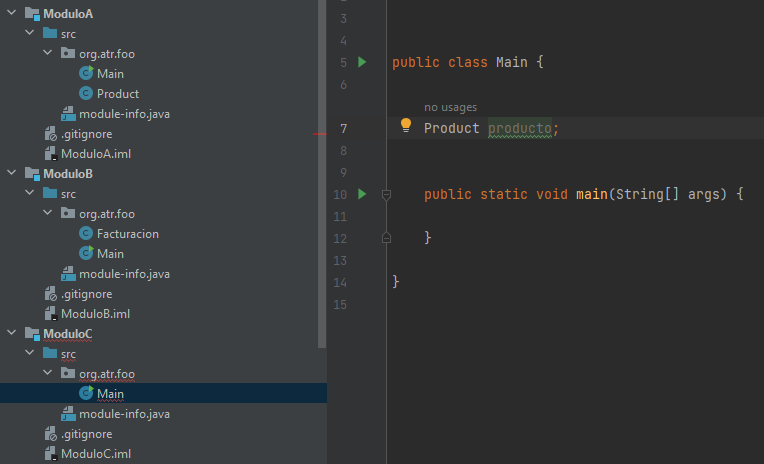 ModuloA
src
org.atr.foo
Main
Product
module-info.java
.gitignore
ModuloA.iml
ModuloB
src
org.atr.foo
Facturacion
Main
module-info.java
.gitignore
ModuloB.iml
ModuloC
src
org.atr.foo
Main
module-info.java
.gitignore
ModuloC.iml
3
4
5 public class Main {
6
no usages
7 Product producto;
8
9
10 public static void main(String[] args) {
11
12 }
13
14 }
15